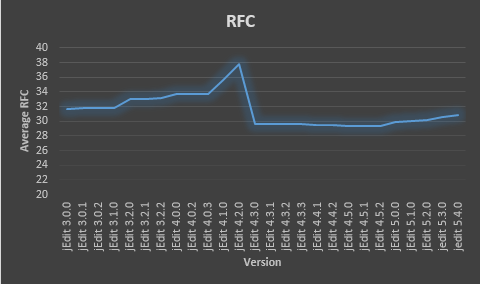 RFC
40
38
36
34
32
30
28
26
24
22
20
Average RFC
jEdit 3.0.0
jEdit 3.0.1
jEdit 3.0.2
jEdit 3.1.0
jEdit 3.2.0
jEdit 3.2.1
jEdit 3.2.2
jEdit 4.0.0
jEdit 4.0.2
jEdit 4.0.3
jEdit 4.1.0
jEdit 4.2.0
jEdit 4.3.0
jEdit 4.3.1
jEdit 4.3.2
jEdit 4.3.3
jEdit 4.4.1
jEdit 4.4.2
jEdit 4.5.0
jEdit 4.5.1
jEdit 4.5.2
jEdit 5.0.0
jEdit 5.1.0
jEdit 5.2.0
jedit 5.3.0
jedit 5.4.0
Version